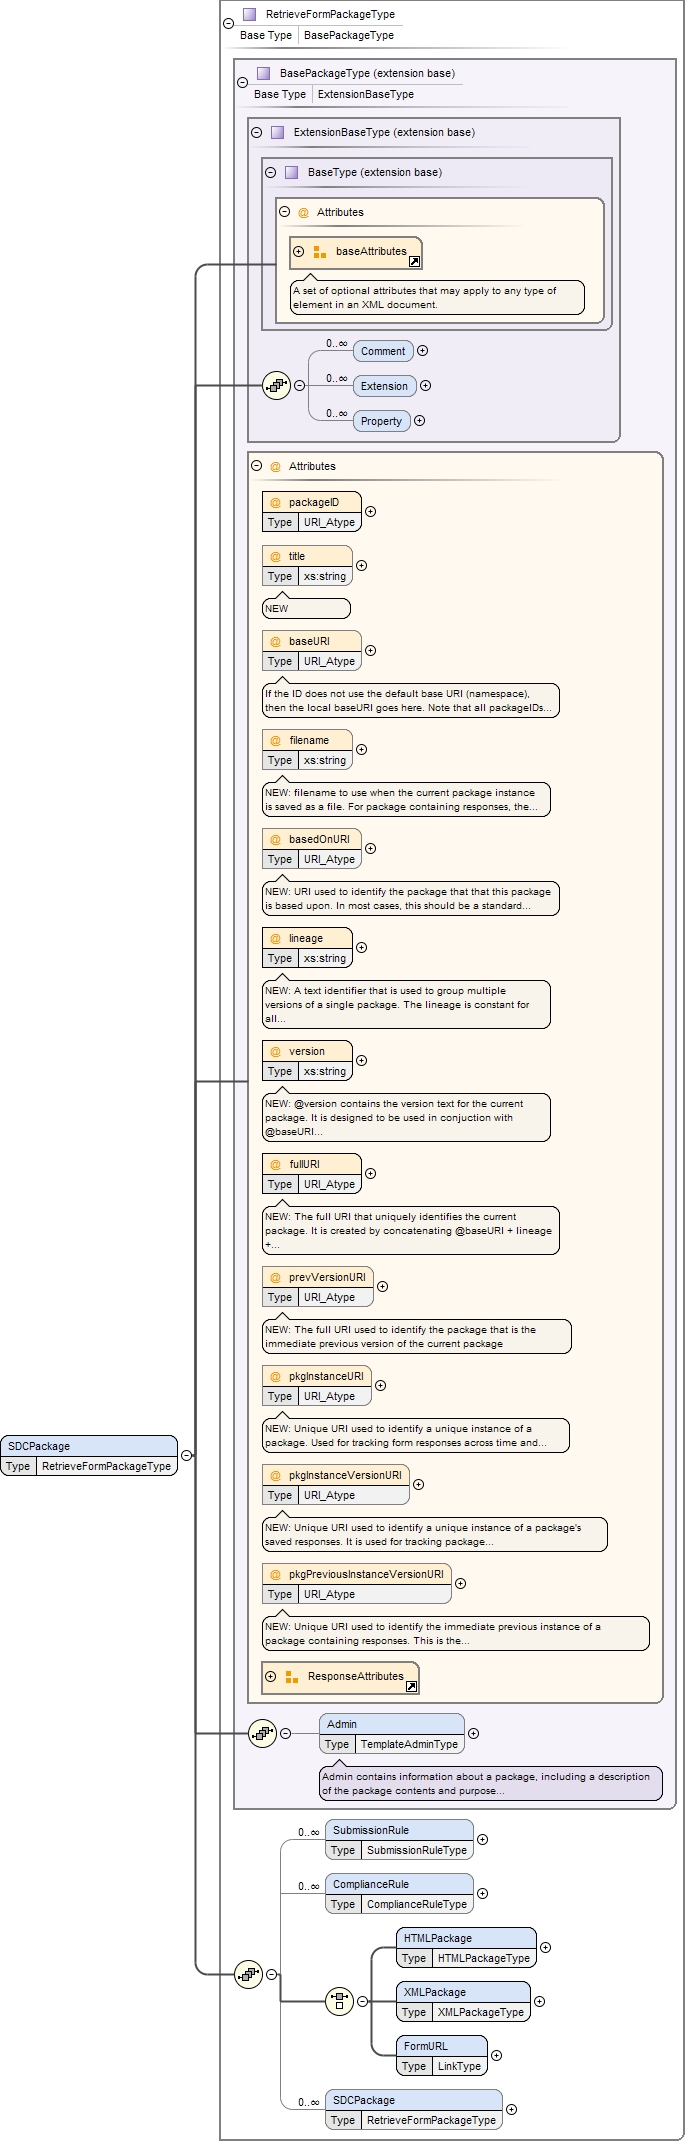 RetrieveFormPackageType
Base Type BasePackageType
BasePackageType (extension base)
Base Type ExtensionBaseType
ExtensionBaseType (extension base)
BaseType (extension base)
@ Attributes
baseAttributes
A set of optional attributes that may apply to any type of
element in an XML document.
0..∞
Comment
0..∞
Extension
0..∞
Property
@ Attributes
@ packageID
Type URI_Atype
@ title
Type xs:string
NEW
@ baseURI
Type URI_Atype
If the ID does not use the default base URI (namespace),
then the local baseURI goes here. Note that all packageIDs...
@ filename
Type xs:string
NEW: filename to use when the current package instance
is saved as a file. For package containing responses, the...
@ basedOnURI
Type URI_Atype
NEW: URI used to identify the package that that this package
is based upon. In most cases, this should be a standard...
@ lineage
Type xs:string
NEW: A text identifier that is used to group multiple
versions of a single package. The lineage is constant for
all...
@ version
Type xs:string
NEW: @version contains the version text for the current
package. It is designed to be used in conjuction with
@baseURI...
@ fullURI
Type URI_Atype
NEW: The full URI that uniquely identifies the current
package. It is created by concatenating @baseURI + lineage
+...
@ prevVersionURI
Type URI_Atype
NEW: The full URI used to identify the package that is the
immediate previous version of the current package
@ pkgInstanceURI
Type URI_Atype
NEW: Unique URI used to identify a unique instance of a
package. Used for tracking form responses across time and...
SDCPackage
Type RetrieveFormPackageType
@ pkgInstanceVersionURI
Type URI_Atype
NEW: Unique URI used to identify a unique instance of a package's
saved responses. It is used for tracking package...
@ pkgPreviousInstanceVersionURI
Type URI_Atype
NEW: Unique URI used to identify the immediate previous instance of a
package containing responses. This is the...
ResponseAttributes
Admin
Type TemplateAdminType
Admin contains information about a package, including a description
of the package contents and purpose...
0..∞
SubmissionRule
Type SubmissionRuleType
0..∞
ComplianceRule
Type ComplianceRuleType
HTMLPackage
Type HTMLPackageType
XMLPackage
Type XMLPackageType
FormURL
Type LinkType
0..∞
SDCPackage
Type RetrieveFormPackageType